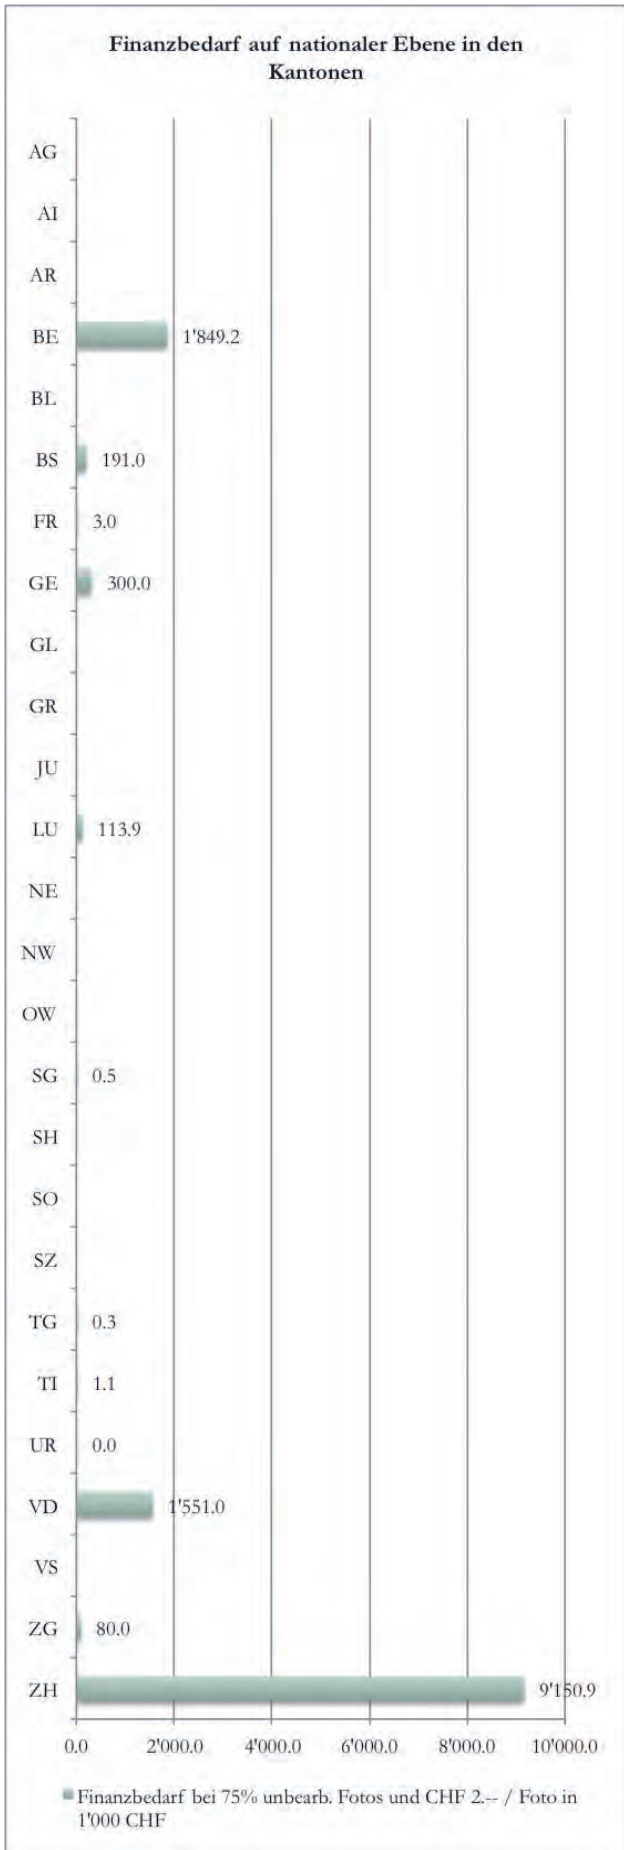 Finanzbedarf auf nationaler Ebene in den
Kantonen
AG
AI
AR
BE 1'849.2
BL
BS 191.0
FR 3.0
GE 300.0
GL
GR
JU
LU 113.9
NE
NW
OW
SG 0.5
SH
SO
SZ
TG 0.3
TI 1.1
UR 0.0
VD 1'551.0
VS
ZG 80.0
ZH 9'150.9
0.0 2'000.0 4'000.0 6'000.0 8'000.0 10'000.0
Finanzbedarf bei 75% unbearb. Fotos und CHF 2.-- / Foto in
1'000 CHF